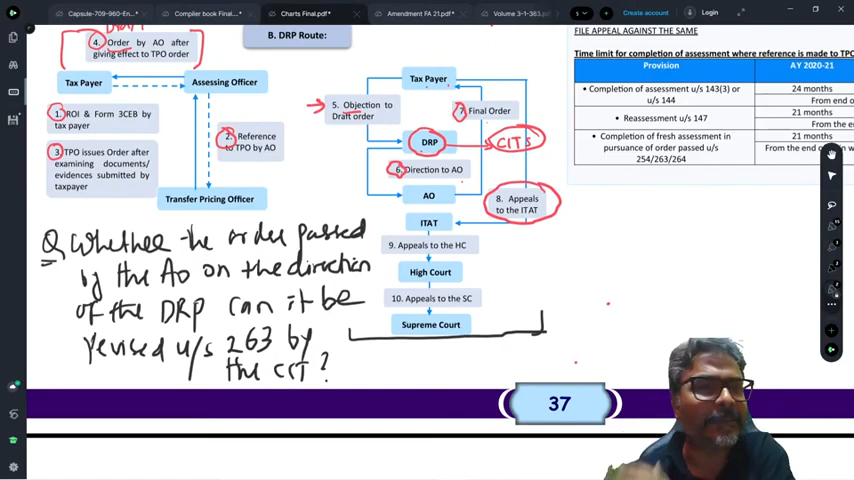 Capsule-709-960-En...*
Compiler book Final...*
Charts Final.pdf*
Amendment FA 21.pdf*
Volume 3-1-383.pdf*
5
Create account
Login
Draft
4. Order by AO after
giving effect to TPO order
Tax Payer
Assessing Officer
1. ROI & Form 3CEB by
tax payer
2. Reference
to TPO by AO
3. TPO issues Order after
examining documents/
evidences submitted by
taxpayer
Transfer Pricing Officer
B. DRP Route:
Tax Payer
5. Objection to
Draft order
7. Final Order
DRP
CITs
6. Direction to AO
AO
8. Appeals
to the ITAT
ITAT
9. Appeals to the HC
High Court
10. Appeals to the SC
Supreme Court
Q. Whether the order passed
by the AO on the direction
of the DRP can it be
revised u/s 263 by
the CIT?
FILE APPEAL AGAINST THE SAME
Time limit for completion of assessment where reference is made to TPO
Provision
AY 2020-21
• Completion of assessment u/s 143(3) or
u/s 144
24 months
From end o
• Reassessment u/s 147
21 months
From the e
• Completion of fresh assessment in
pursuance of order passed u/s
254/263/264
21 months
From the end o
37